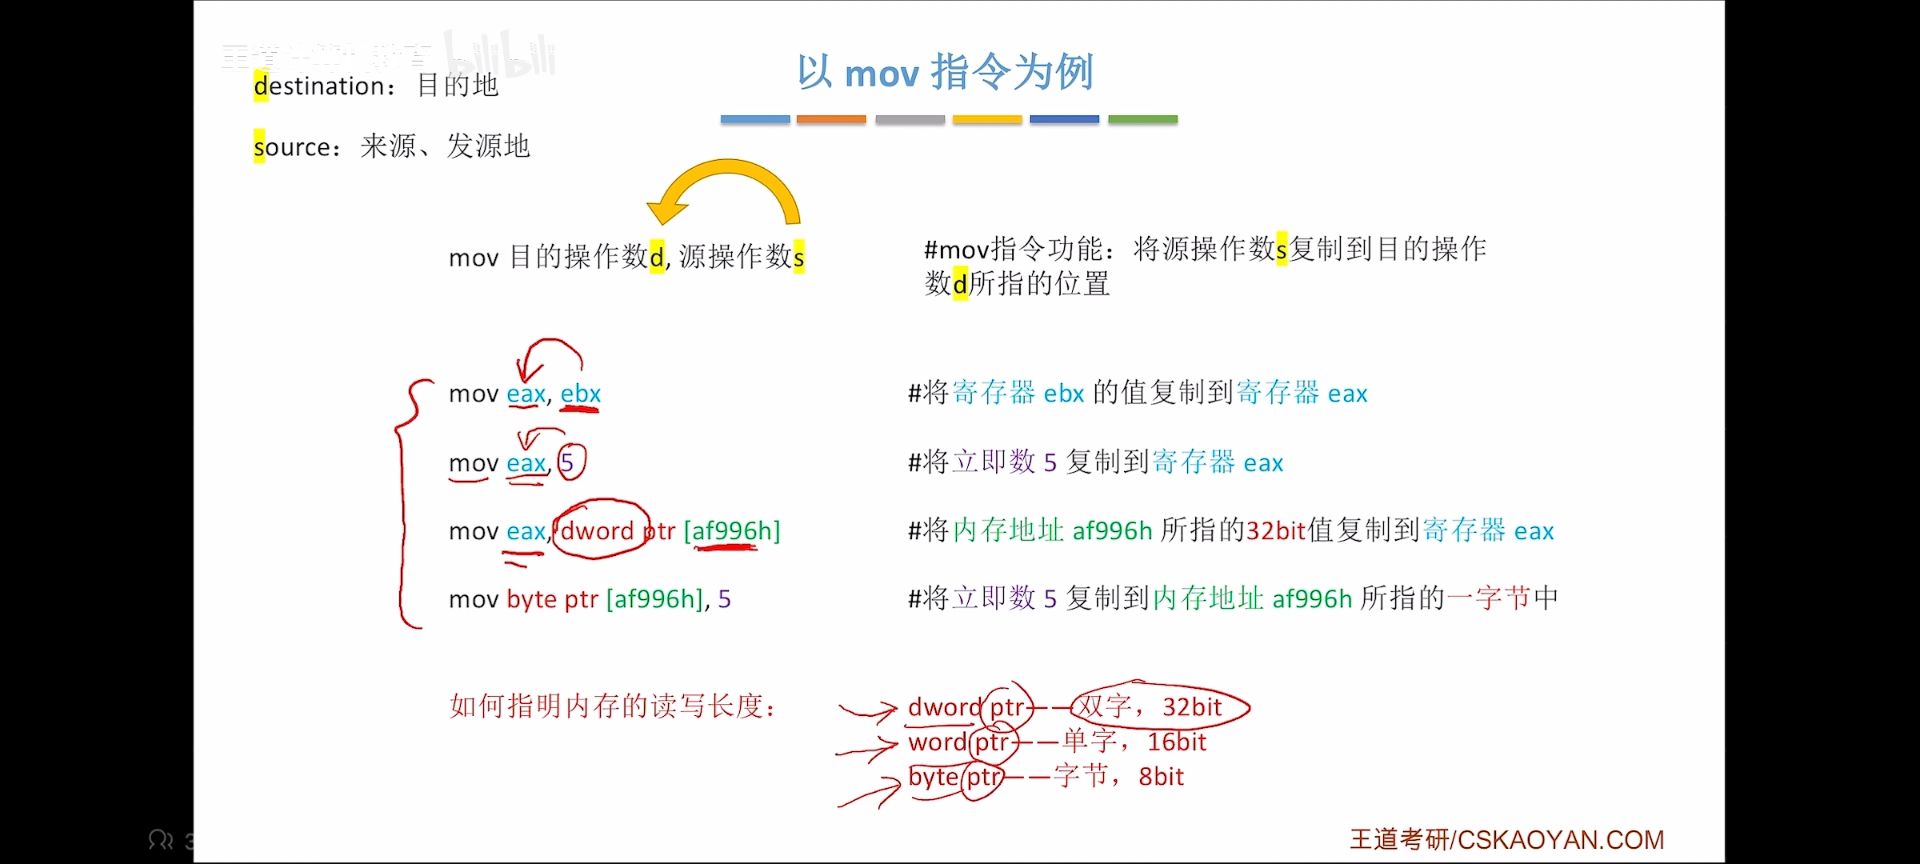 bilibili
以 mov 指令为例
destination：目的地
source：来源、发源地
mov 目的操作数d, 源操作数s
#mov指令功能：将源操作数s复制到目的操作
数d所指的位置
mov eax, ebx
#将寄存器 ebx 的值复制到寄存器 eax
mov eax, 5
#将立即数 5 复制到寄存器 eax
mov eax, dword ptr [af996h]
#将内存地址 af996h 所指的32bit值复制到寄存器 eax
mov byte ptr [af996h], 5
#将立即数 5 复制到内存地址 af996h 所指的一字节中
如何指明内存的读写长度：
dword ptr——双字，32bit
word ptr——单字，16bit
byte ptr——字节，8bit
王道考研/CSKAOYAN.COM